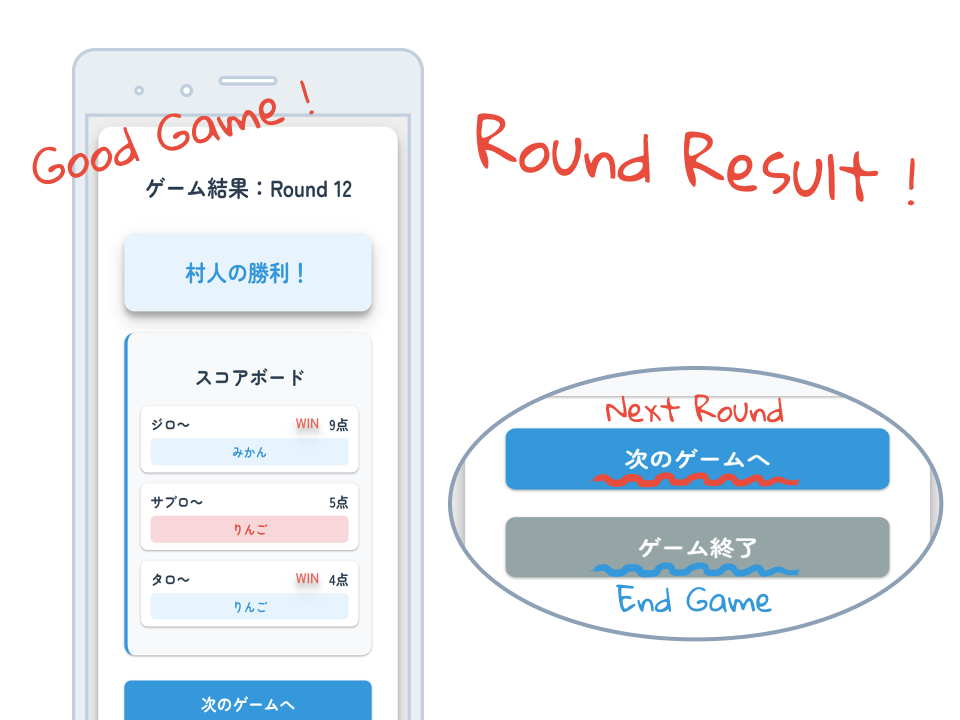 Good Game !
ゲーム結果：Round 12
村人の勝利！
スコアボード
ジロ〜 WIN 9点
みかん
サブロ〜 5点
りんご
タロ〜 WIN 4点
りんご
次のゲームへ
Round Result !
Next Round
次のゲームへ
ゲーム終了
End Game